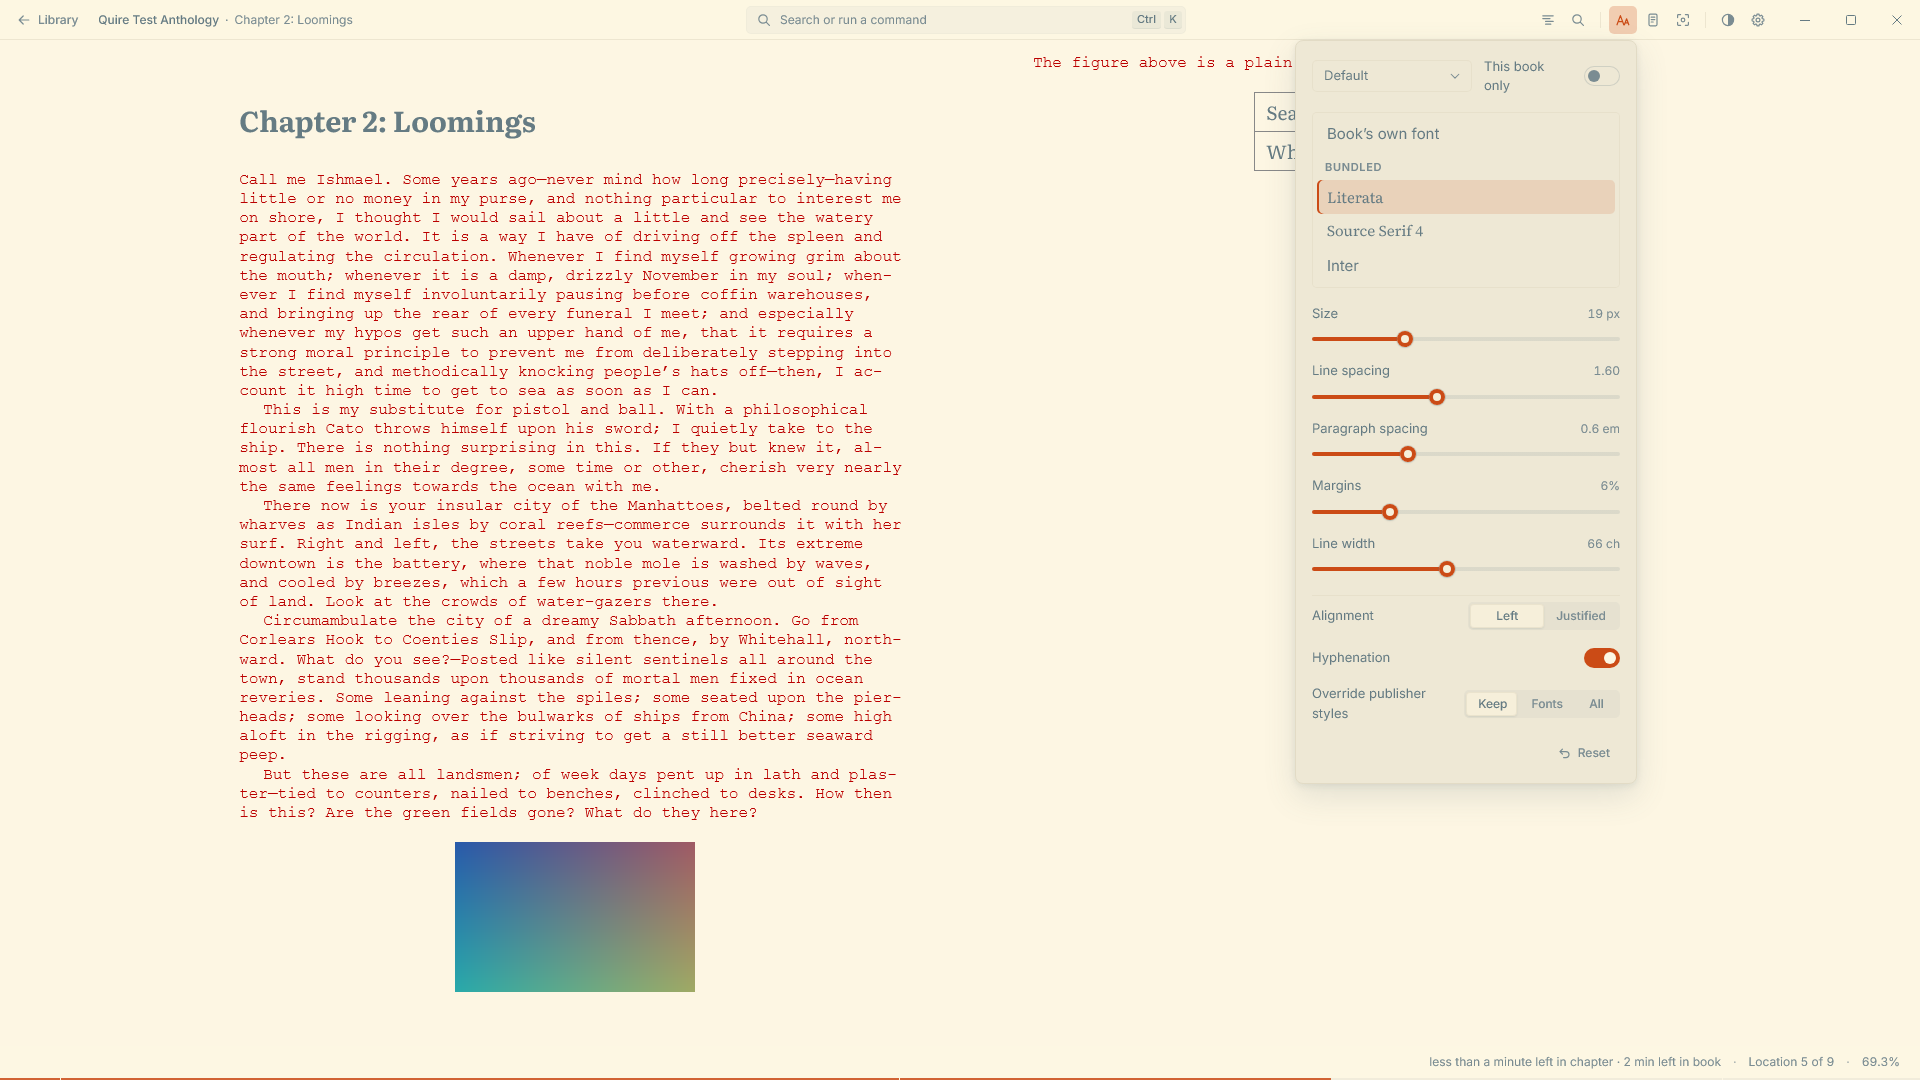 Library
Quire Test Anthology · Chapter 2: Loomings
Search or run a command
Ctrl K
Chapter 2: Loomings
Call me Ishmael. Some years ago—never mind how long precisely—having
little or no money in my purse, and nothing particular to interest me
on shore, I thought I would sail about a little and see the watery
part of the world. It is a way I have of driving off the spleen and
regulating the circulation. Whenever I find myself growing grim about
the mouth; whenever it is a damp, drizzly November in my soul; when-
ever I find myself involuntarily pausing before coffin warehouses,
and bringing up the rear of every funeral I meet; and especially
whenever my hypos get such an upper hand of me, that it requires a
strong moral principle to prevent me from deliberately stepping into
the street, and methodically knocking people’s hats off—then, I ac-
count it high time to get to sea as soon as I can.
This is my substitute for pistol and ball. With a philosophical
flourish Cato throws himself upon his sword; I quietly take to the
ship. There is nothing surprising in this. If they but knew it, al-
most all men in their degree, some time or other, cherish very nearly
the same feelings towards the ocean with me.
There now is your insular city of the Manhattoes, belted round by
wharves as Indian isles by coral reefs—commerce surrounds it with her
surf. Right and left, the streets take you waterward. Its extreme
downtown is the battery, where that noble mole is washed by waves,
and cooled by breezes, which a few hours previous were out of sight
of land. Look at the crowds of water-gazers there.
Circumambulate the city of a dreamy Sabbath afternoon. Go from
Corlears Hook to Coenties Slip, and from thence, by Whitehall, north-
ward. What do you see?—Posted like silent sentinels all around the
town, stand thousands upon thousands of mortal men fixed in ocean
reveries. Some leaning against the spiles; some seated upon the pier-
heads; some looking over the bulwarks of ships from China; some high
aloft in the rigging, as if striving to get a still better seaward
peep.
But these are all landsmen; of week days pent up in lath and plas-
ter—tied to counters, nailed to benches, clinched to desks. How then
is this? Are the green fields gone? What do they here?
The figure above is a plain
Sea
Wh
Default
This book
only
Book’s own font
BUNDLED
Literata
Source Serif 4
Inter
Size 19 px
Line spacing 1.60
Paragraph spacing 0.6 em
Margins 6%
Line width 66 ch
Alignment Left Justified
Hyphenation
Override publisher
styles
Keep Fonts All
Reset
less than a minute left in chapter · 2 min left in book · Location 5 of 9 · 69.3%